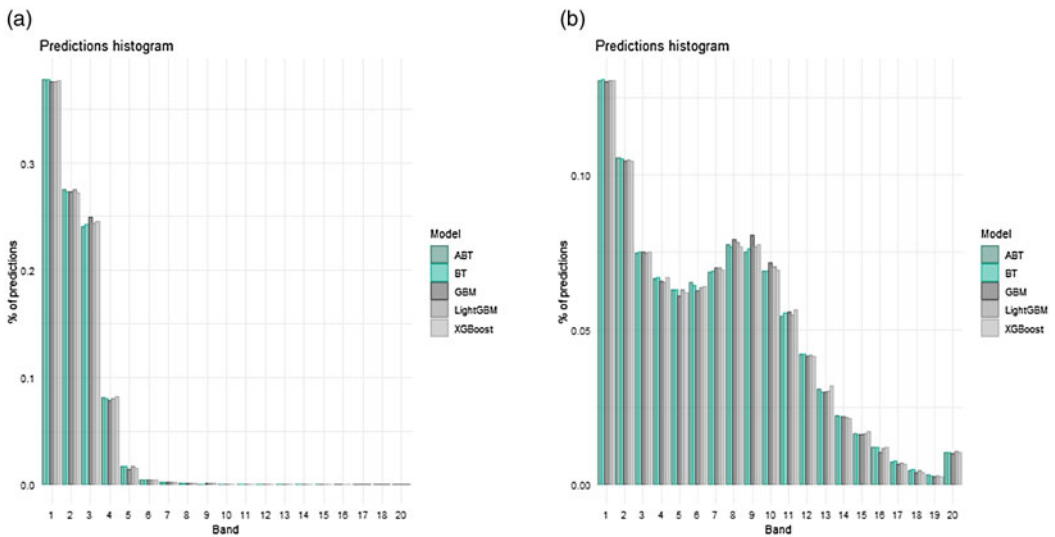 (a)
Predictions histogram
% of predictions
0.3
0.2
0.1
0.0
1 2 3 4 5 6 7 8 9 10 11 12 13 14 15 16 17 18 19 20
Band
Model
ABT
BT
GBM
LightGBM
XGBoost
(b)
Predictions histogram
% of predictions
0.10
0.05
0.00
1 2 3 4 5 6 7 8 9 10 11 12 13 14 15 16 17 18 19 20
Band
Model
ABT
BT
GBM
LightGBM
XGBoost